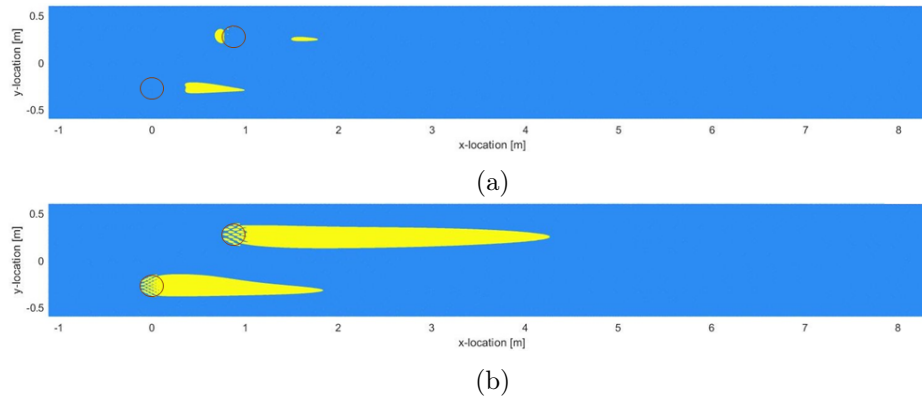 0.5
y-location [m]
0
-0.5
-1 0 1 2 3 4 5 6 7 8
x-location [m]
(a)
0.5
y-location [m]
0
-0.5
-1 0 1 2 3 4 5 6 7 8
x-location [m]
(b)